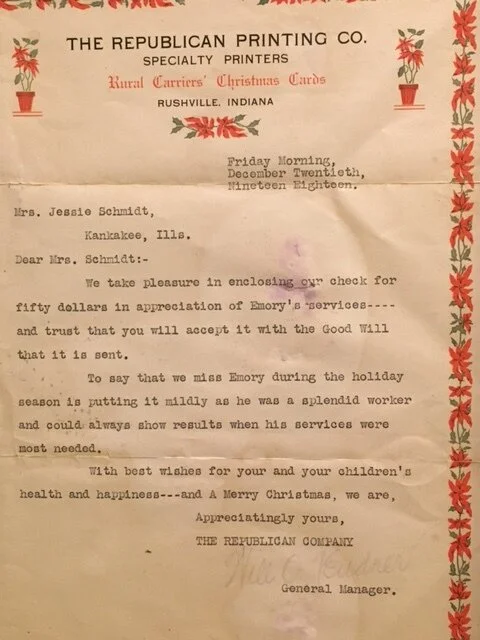 THE REPUBLICAN PRINTING CO.
SPECIALTY PRINTERS
Rural Carriers' Christmas Cards
RUSHVILLE, INDIANA
Friday Morning,
December Twentieth,
Nineteen Eighteen.
Mrs. Jessie Schmidt,
Kankakee, Ills.
Dear Mrs. Schmidt:-
We take pleasure in enclosing our check for
fifty dollars in appreciation of Emory's services----
and trust that you will accept it with the Good Will
that it is sent.
To say that we miss Emory during the holiday
season is putting it mildly as he was a splendid worker
and could always show results when his services were
most needed.
With best wishes for your and your children's
health and happiness---and A Merry Christmas, we are,
Appreciatingly yours,
THE REPUBLICAN COMPANY
Will
General Manager.